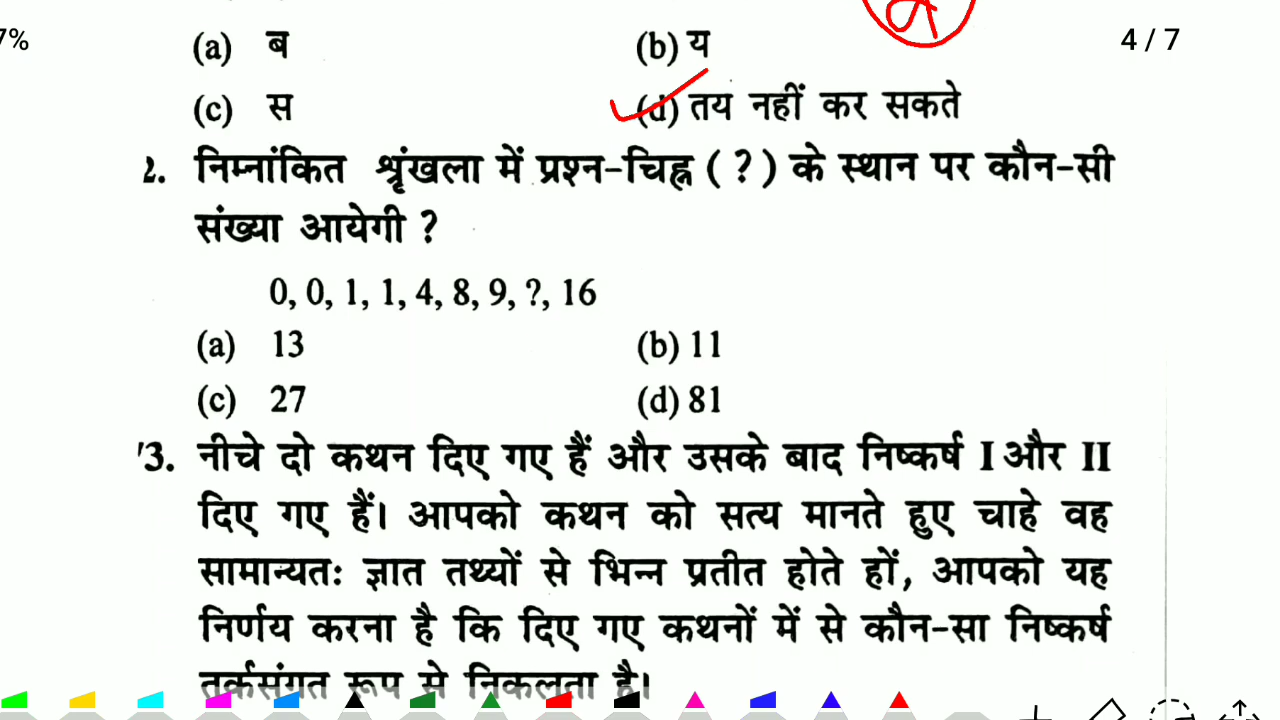 7%
4 / 7
(a) ब (b) य
(c) स (d) तय नहीं कर सकते
2. निम्नांकित श्रृंखला में प्रश्न-चिह्न ( ? ) के स्थान पर कौन-सी
संख्या आयेगी ?
0, 0, 1, 1, 4, 8, 9, ?, 16
(a) 13 (b) 11
(c) 27 (d) 81
3. नीचे दो कथन दिए गए हैं और उसके बाद निष्कर्ष I और II
दिए गए हैं। आपको कथन को सत्य मानते हुए चाहे वह
सामान्यतः ज्ञात तथ्यों से भिन्न प्रतीत होते हों, आपको यह
निर्णय करना है कि दिए गए कथनों में से कौन-सा निष्कर्ष
तर्कसंगत रूप से निकलता है।